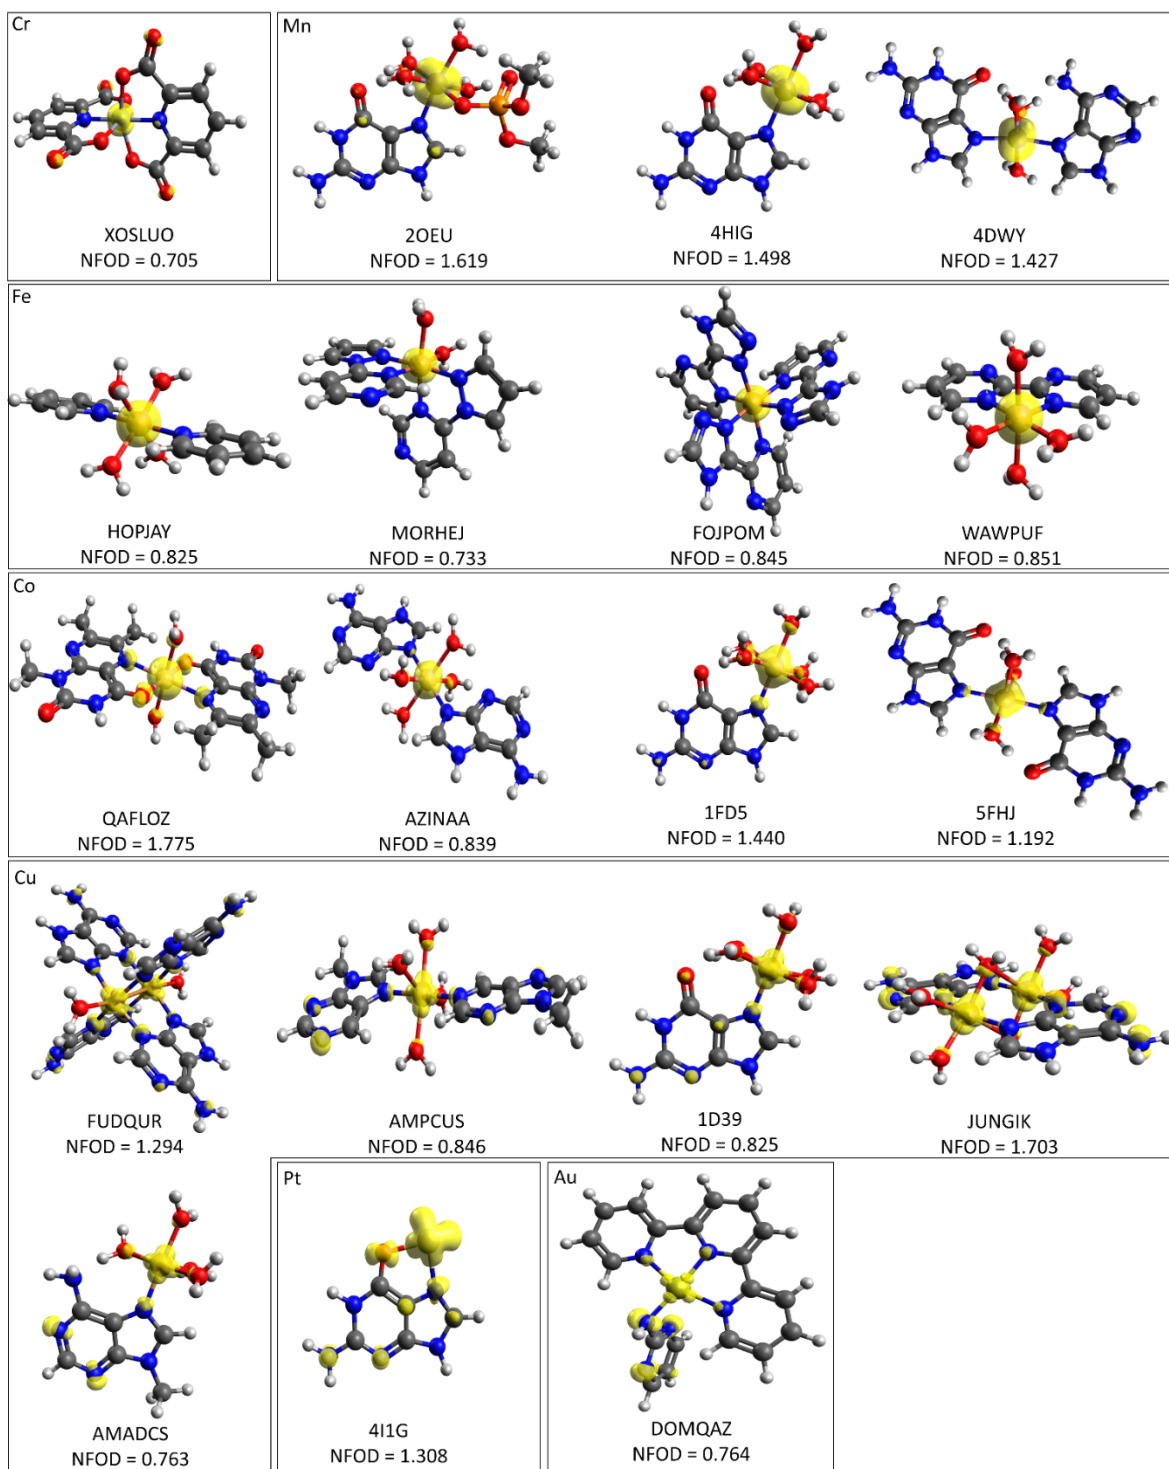 Cr
XOSLUO
NFOD = 0.705
Mn
2OEU
NFOD = 1.619
4HIG
NFOD = 1.498
4DWY
NFOD = 1.427
Fe
HOPJAY
NFOD = 0.825
MORHEJ
NFOD = 0.733
FOJPOM
NFOD = 0.845
WAWPUF
NFOD = 0.851
Co
QAFLOZ
NFOD = 1.775
AZINAA
NFOD = 0.839
1FD5
NFOD = 1.440
5FHJ
NFOD = 1.192
Cu
FUDQUR
NFOD = 1.294
AMPCUS
NFOD = 0.846
1D39
NFOD = 0.825
JUNGIK
NFOD = 1.703
AMADCS
NFOD = 0.763
Pt
4I1G
NFOD = 1.308
Au
DOMQAZ
NFOD = 0.764